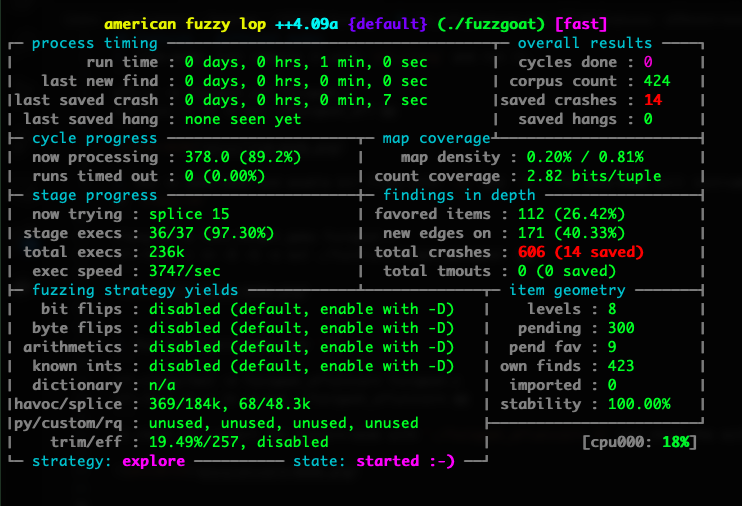 american fuzzy lop ++4.09a {default} (./fuzzgoat) [fast]
process timing overall results
run time : 0 days, 0 hrs, 1 min, 0 sec cycles done : 0
last new find : 0 days, 0 hrs, 0 min, 0 sec corpus count : 424
last saved crash : 0 days, 0 hrs, 0 min, 7 sec saved crashes : 14
last saved hang : none seen yet saved hangs : 0
cycle progress map coverage
now processing : 378.0 (89.2%) map density : 0.20% / 0.81%
runs timed out : 0 (0.00%) count coverage : 2.82 bits/tuple
stage progress findings in depth
now trying : splice 15 favored items : 112 (26.42%)
stage execs : 36/37 (97.30%) new edges on : 171 (40.33%)
total execs : 236k total crashes : 606 (14 saved)
exec speed : 3747/sec total tmouts : 0 (0 saved)
fuzzing strategy yields item geometry
bit flips : disabled (default, enable with -D) levels : 8
byte flips : disabled (default, enable with -D) pending : 300
arithmetics : disabled (default, enable with -D) pend fav : 9
known ints : disabled (default, enable with -D) own finds : 423
dictionary : n/a imported : 0
havoc/splice : 369/184k, 68/48.3k stability : 100.00%
py/custom/rq : unused, unused, unused, unused
trim/eff : 19.49%/257, disabled [cpu000: 18%]
strategy: explore state: started :-)